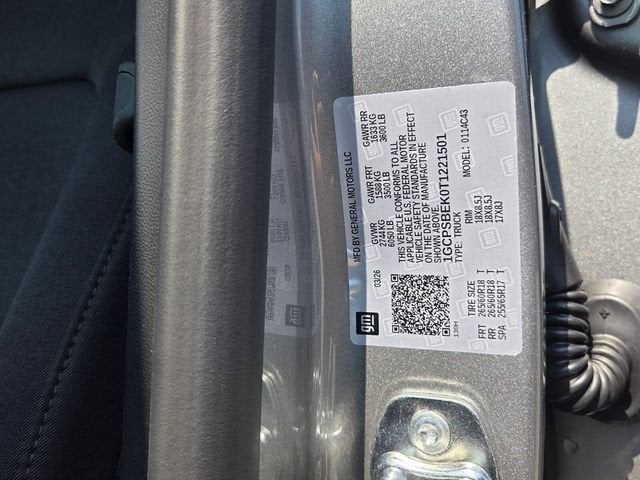 MFD BY GENERAL MOTORS LLC
03/26
GVWR
2744 KG
6050 LB
GAWR FRT
1588 KG
3500 LB
GAWR RR
1633 KG
3600 LB
THIS VEHICLE CONFORMS TO ALL
APPLICABLE U.S. FEDERAL MOTOR
VEHICLE SAFETY STANDARDS IN EFFECT
ON THE DATE OF MANUFACTURE
SHOWN ABOVE.
1GCPSBEK0T1221501
TYPE: TRUCK
MODEL: 0114C43
gm
TIRE SIZE RIM
FRT 265/60R18 T 18X8.5J
RR 265/60R18 T 18X8.5J
SPA 255/65R17 T 17X8J